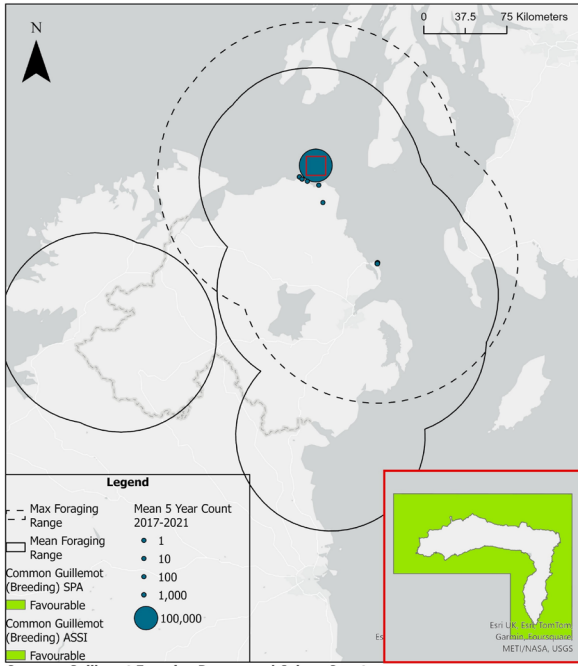 0 37.5 75 Kilometers
N
Legend
Max Foraging
Range
Mean Foraging
Range
Common Guillemot
(Breeding) SPA
Favourable
Common Guillemot
(Breeding) ASSI
Favourable
Mean 5 Year Count
2017-2021
1
10
100
1,000
100,000
Es
Esri UK, Esri, TomTom,
Garmin, Foursquare,
METI/NASA, USGS